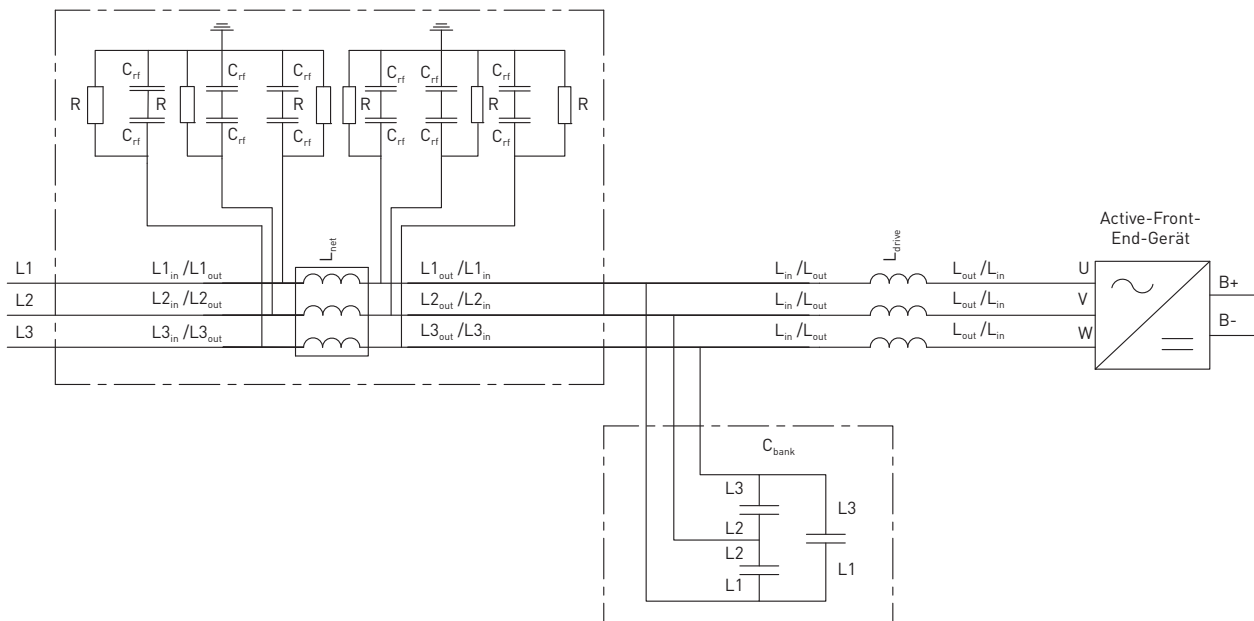 C_rf C_rf C_rf C_rf C_rf C_rf
R R R R R R
C_rf C_rf C_rf C_rf C_rf C_rf
L_net
L_drive
Active-Front-
End-Gerät
L1 L1_in /L1_out L1_out /L1_in L_in /L_out L_out /L_in U
L2 L2_in /L2_out L2_out /L2_in L_in /L_out L_out /L_in V
L3 L3_in /L3_out L3_out /L3_in L_in /L_out L_out /L_in W
B+
B-
C_bank
L3
L2
L2
L1
L3
L1